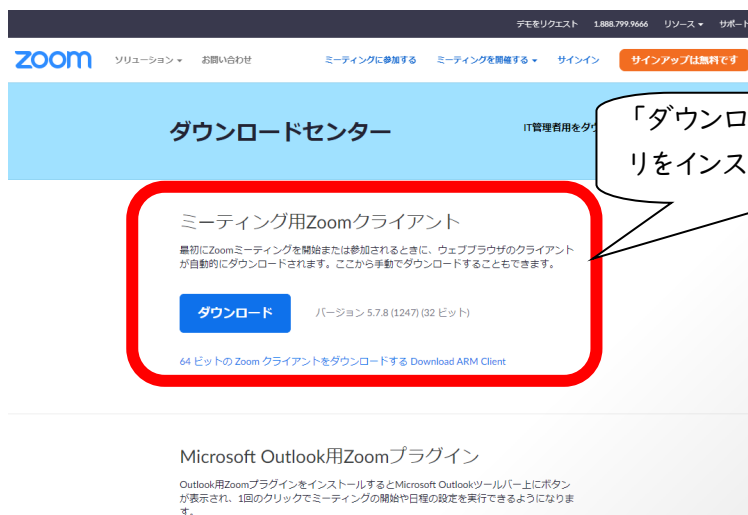 デモをリクエスト 1.888.799.9666 リソース サポート
zoom ソリューション お問い合わせ ミーティングに参加する ミーティングを開催する サインイン サインアップは無料です
ダウンロードセンター
IT管理者用をダウ
「ダウンロ
リをインス
ミーティング用Zoomクライアント
最初にZoomミーティングを開始または参加されるときに、ウェブブラウザのクライアント
が自動的にダウンロードされます。ここから手動でダウンロードすることもできます。
ダウンロード バージョン 5.7.8 (1247) (32 ビット)
64 ビットの Zoom クライアントをダウンロードする Download ARM Client
Microsoft Outlook用Zoomプラグイン
Outlook用ZoomプラグインをインストールするとMicrosoft Outlookツールバー上にボタン
が表示され、1回のクリックでミーティングの開始や日程の設定を実行できるようになりま
す。